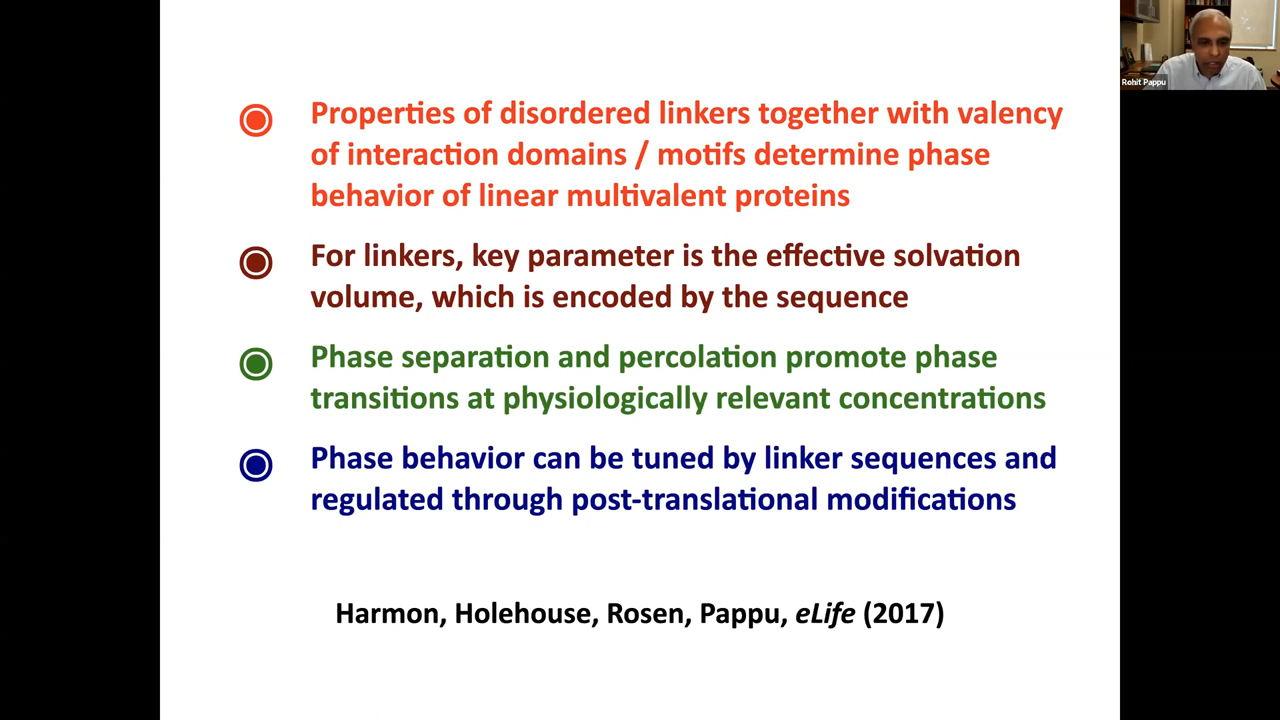 Properties of disordered linkers together with valency
of interaction domains / motifs determine phase
behavior of linear multivalent proteins
For linkers, key parameter is the effective solvation
volume, which is encoded by the sequence
Phase separation and percolation promote phase
transitions at physiologically relevant concentrations
Phase behavior can be tuned by linker sequences and
regulated through post-translational modifications
Harmon, Holehouse, Rosen, Pappu, eLife (2017)
Rohit Pappu